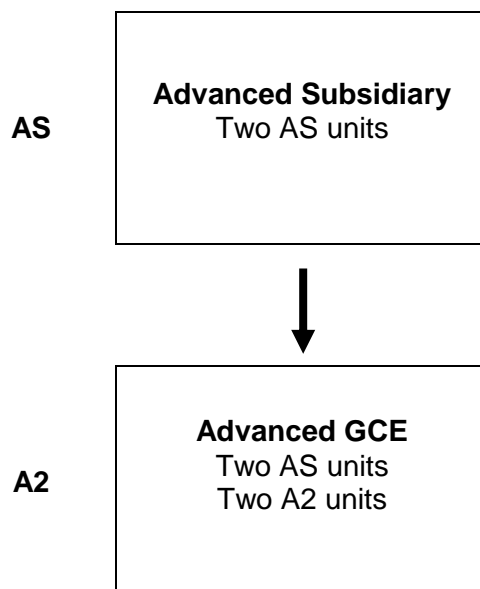 Advanced Subsidiary
AS
Two AS units
Advanced GCE
Two AS units
A2
Two A2 units